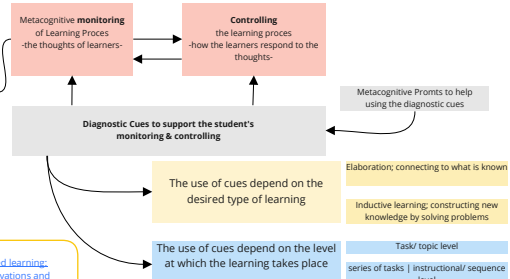 Metacognitive monitoring
of Learning Proces
-the thoughts of learners-
Controlling
the learning proces
-how the learners respond to the
thoughts-
Metacognitive Promts to help
using the diagnostic cues
Diagnostic Cues to support the student's
monitoring & controlling
The use of cues depend on the
desired type of learning
Elaboration; connecting to what is known
Inductive learning; constructing new
knowledge by solving problems
The use of cues depend on the level
at which the learning takes place
Task/ topic level
series of tasks | instructional/ sequence
level
learning:
and